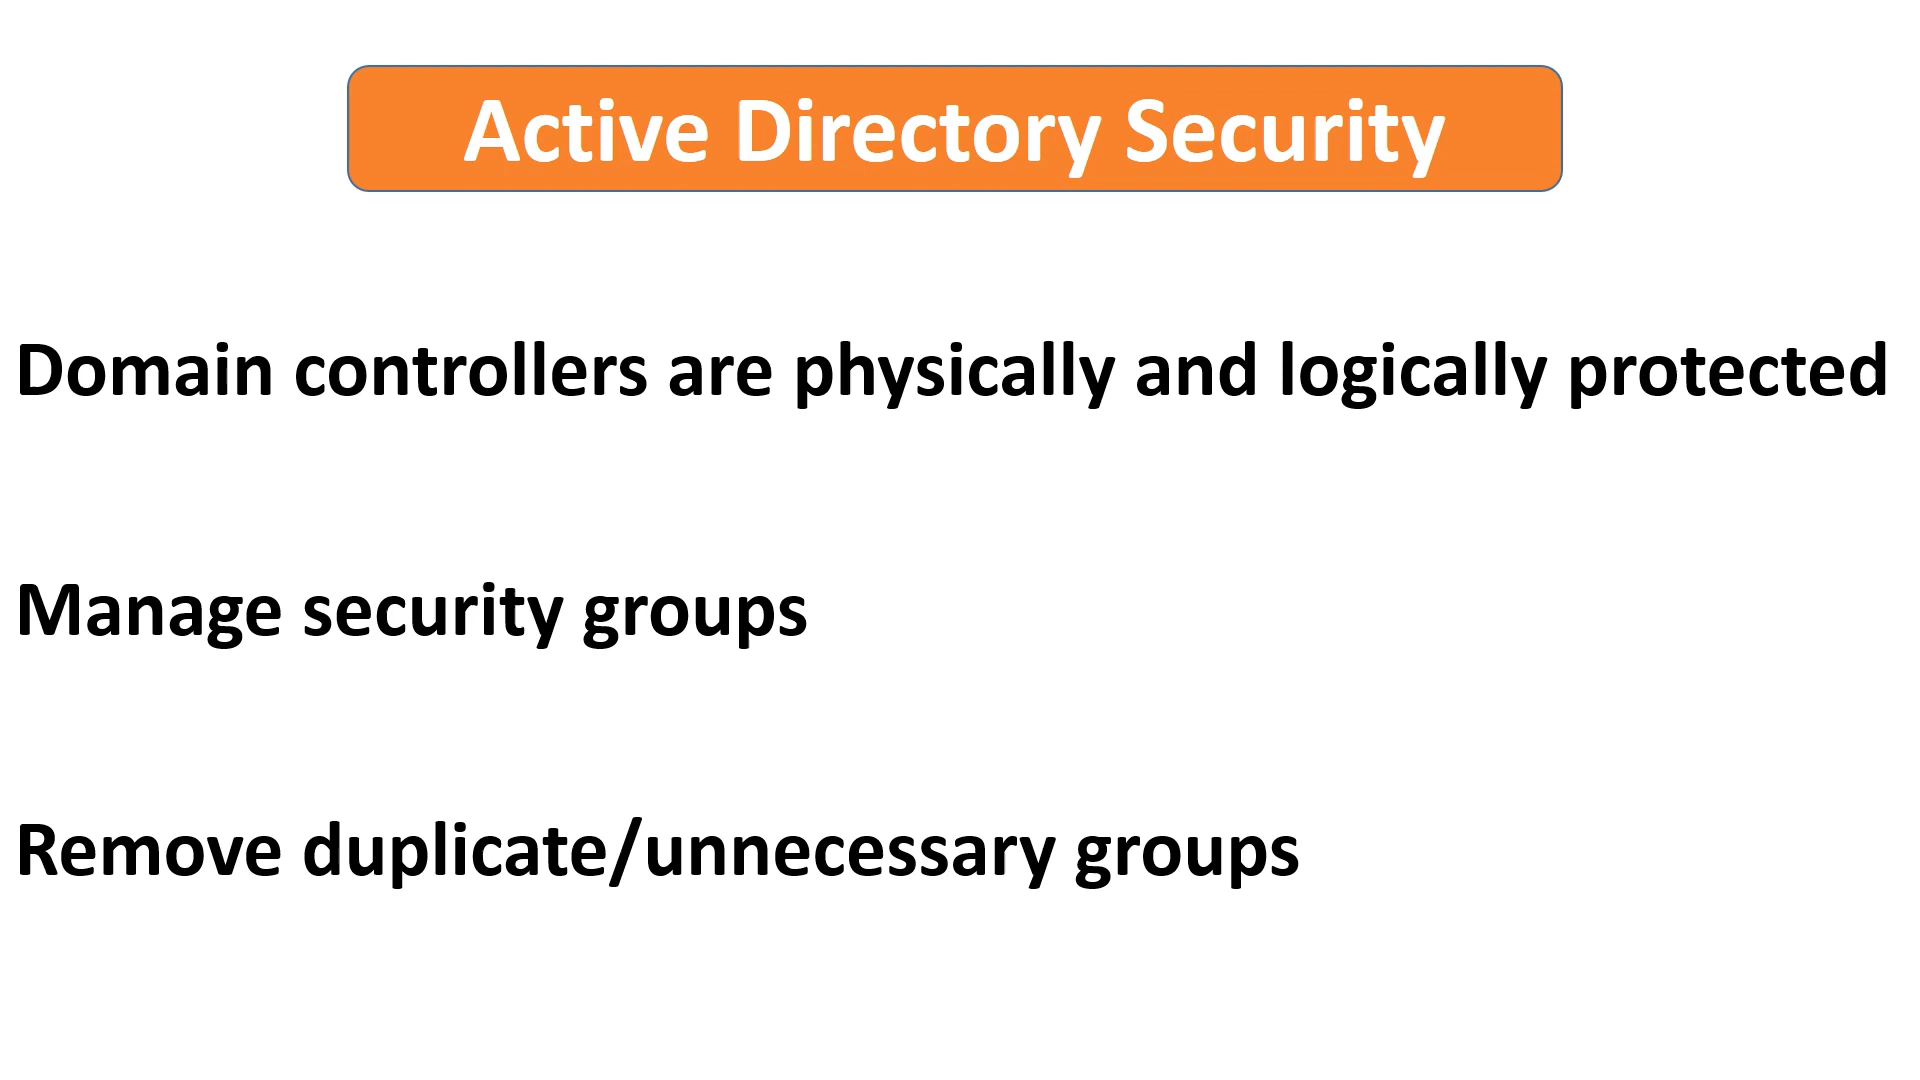 Active Directory Security
Domain controllers are physically and logically protected
Manage security groups
Remove duplicate/unnecessary groups